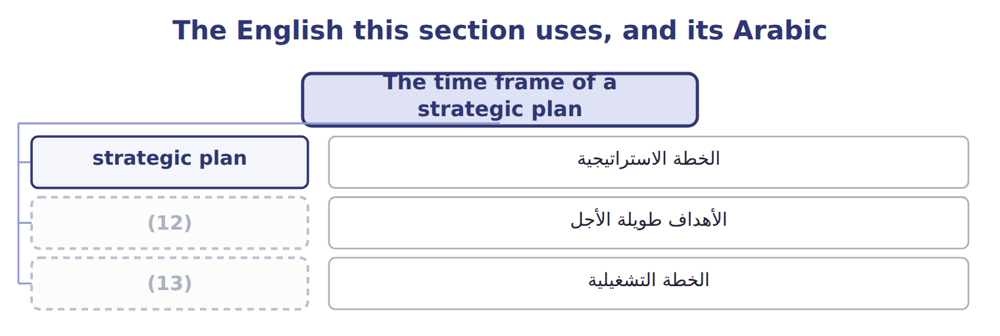 The English this section uses, and its Arabic
The time frame of a
strategic plan
strategic plan
الخطة الاستراتيجية
(12)
الأهداف طويلة الأجل
(13)
الخطة التشغيلية